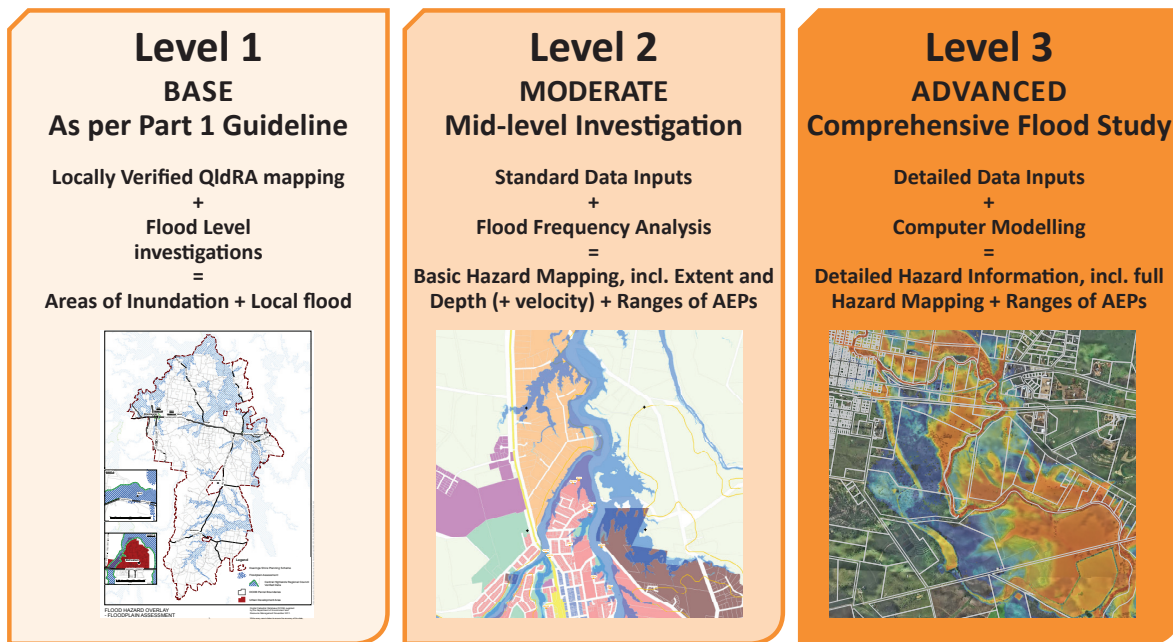 Level 1
BASE
As per Part 1 Guideline
Locally Verified QldRA mapping
+
Flood Level
investigations
=
Areas of Inundation + Local flood
FLOOD HAZARD OVERLAY
- FLOODPLAIN ASSESSMENT
Level 2
MODERATE
Mid-level Investigation
Standard Data Inputs
+
Flood Frequency Analysis
=
Basic Hazard Mapping, incl. Extent and
Depth (+ velocity) + Ranges of AEPs
Level 3
ADVANCED
Comprehensive Flood Study
Detailed Data Inputs
+
Computer Modelling
=
Detailed Hazard Information, incl. full
Hazard Mapping + Ranges of AEPs